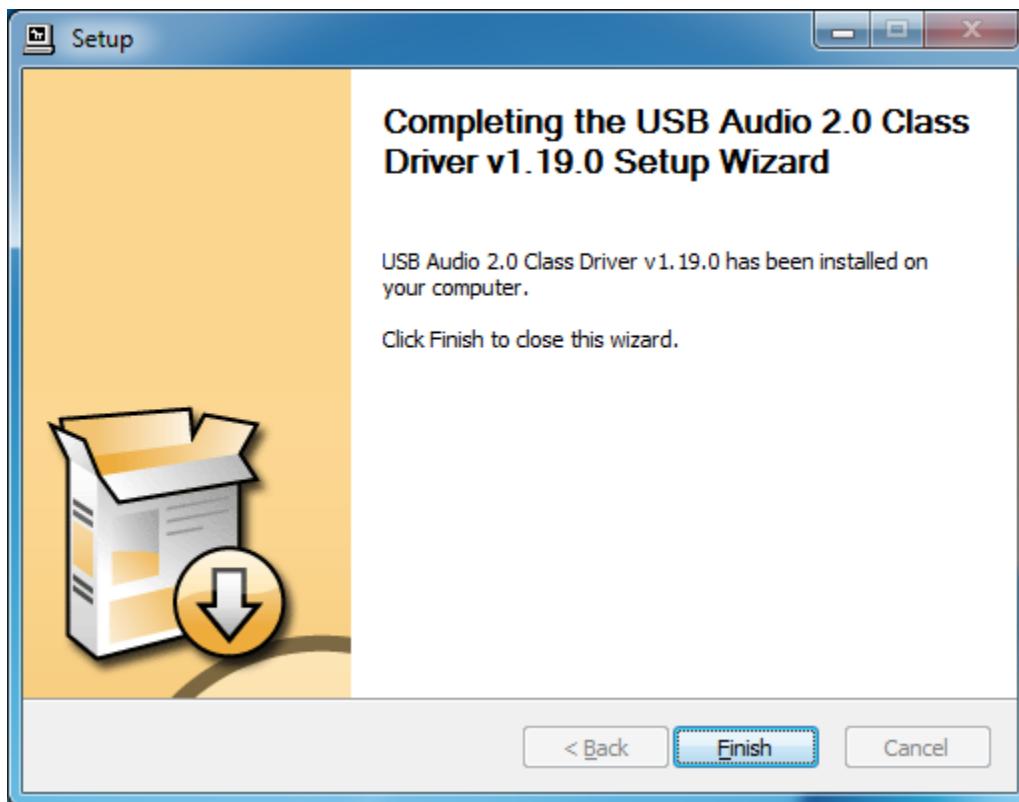 Setup
Completing the USB Audio 2.0 Class
Driver v1.19.0 Setup Wizard
USB Audio 2.0 Class Driver v1.19.0 has been installed on
your computer.
Click Finish to close this wizard.
< Back
Finish
Cancel